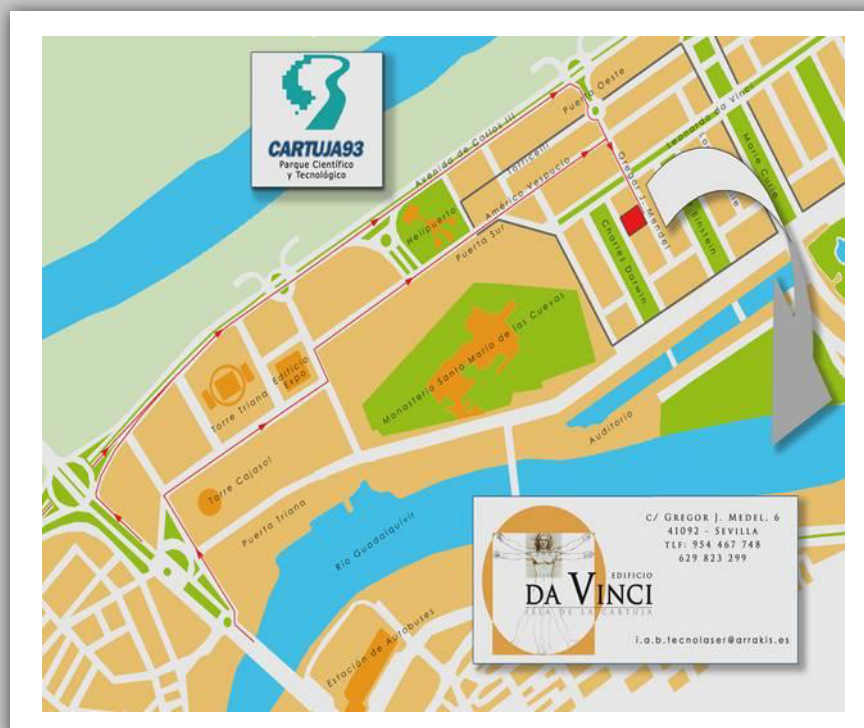 CARTUJA93
Parque Científico
y Tecnológico
Avenida de Carlos III
Puerta Oeste
Leonardo da Vinci
Torricelli
Américo Vespucio
Gregor J. Mendel
Marie Curie
Helipuerto
Puerta Sur
Charles Darwin
Einstein
Monasterio Santa María de las Cuevas
Edificio
Expo
Torre Triana
Torre Cajasol
Puerta Triana
Auditorio
Río Guadalquivir
Estación de Autobuses
C/ GREGOR J. MEDEL, 6
41092 - SEVILLA
TLF: 954 467 748
629 823 299
EDIFICIO
DA VINCI
ISLA DE LA CARTUJA
i.a.b.tecnolaser@arrakis.es